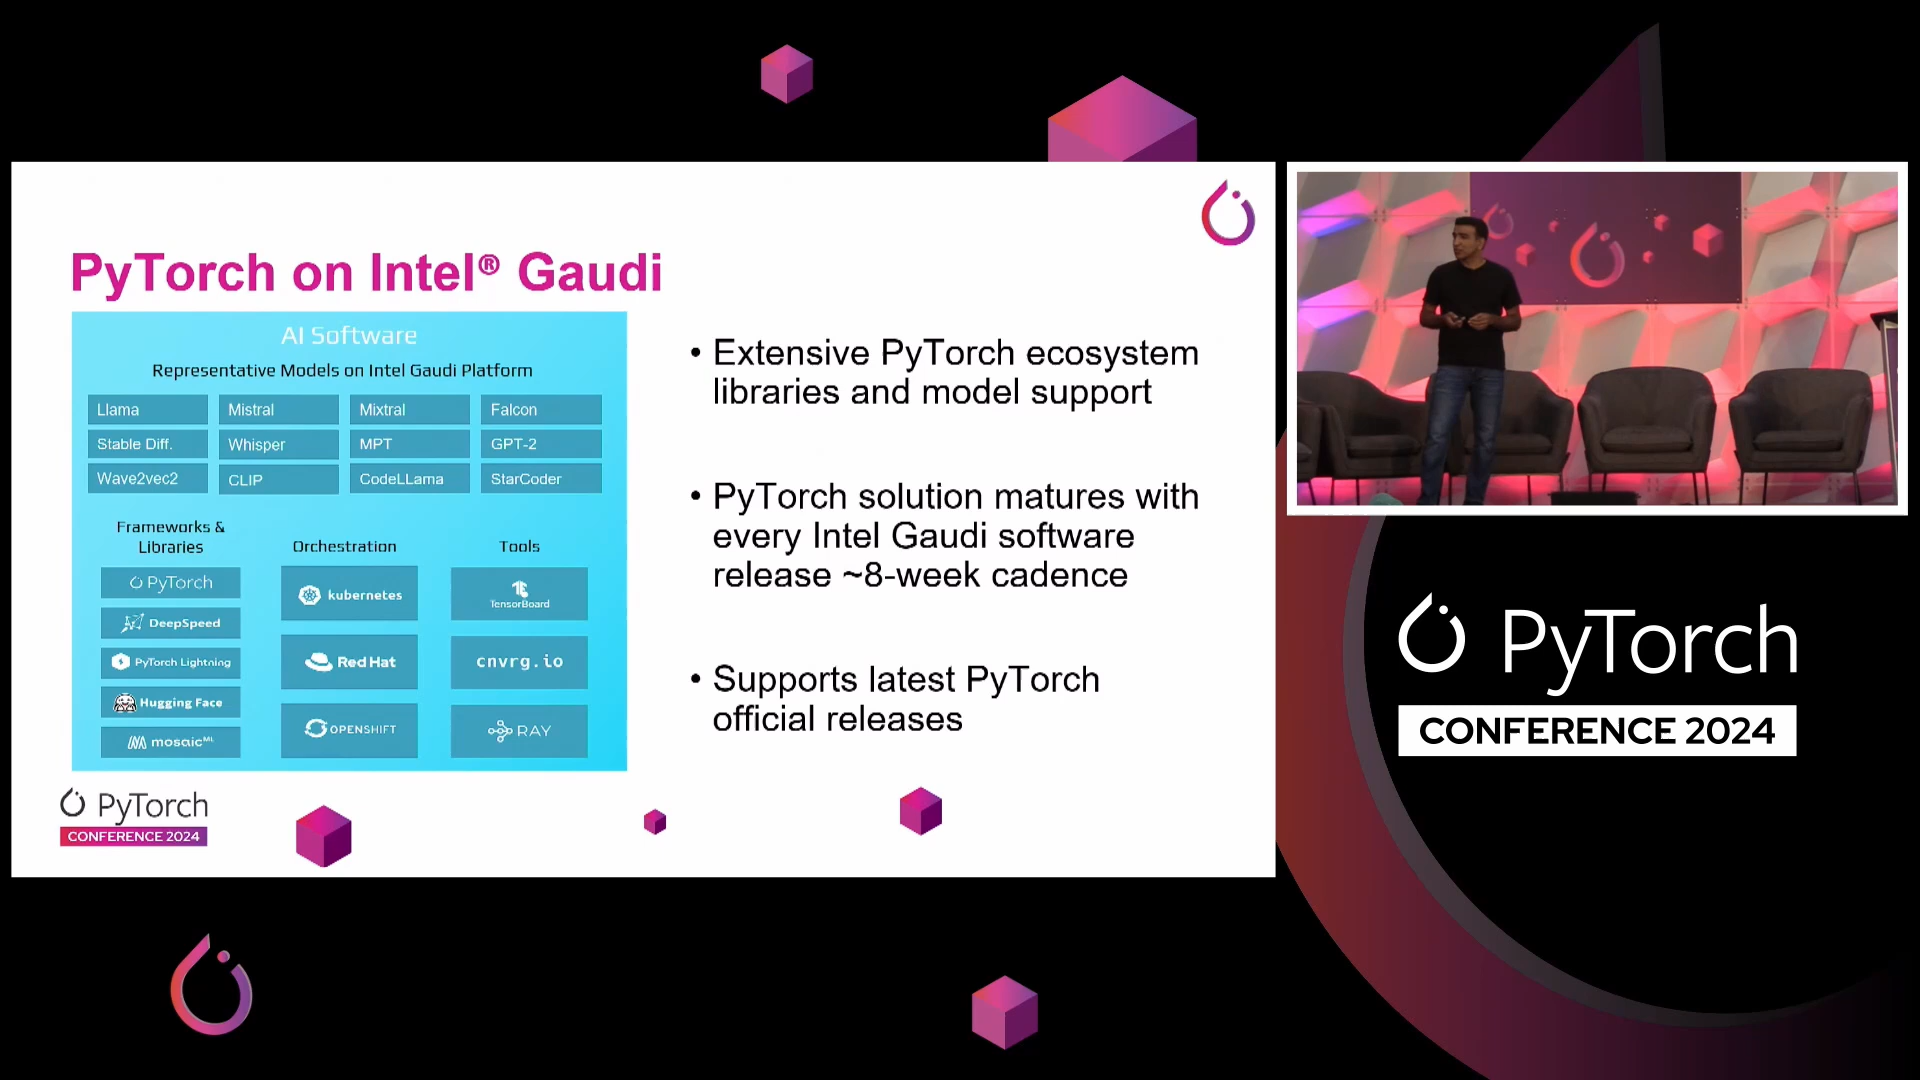 PyTorch on Intel® Gaudi
AI Software
Representative Models on Intel Gaudi Platform
Llama
Mistral
Mixtral
Falcon
Stable Diff.
Whisper
MPT
GPT-2
Wave2vec2
CLIP
CodeLLama
StarCoder
Frameworks &
Libraries
PyTorch
DeepSpeed
PyTorch Lightning
Hugging Face
mosaicML
Orchestration
kubernetes
Red Hat
OPENSHIFT
Tools
TensorBoard
cnvrg.io
RAY
• Extensive PyTorch ecosystem
libraries and model support
• PyTorch solution matures with
every Intel Gaudi software
release ~8-week cadence
• Supports latest PyTorch
official releases
PyTorch
CONFERENCE 2024
PyTorch
CONFERENCE 2024